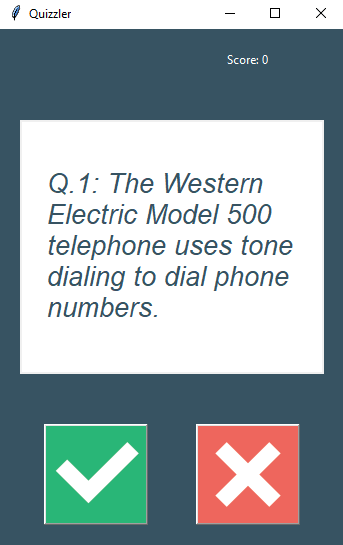 Quizzler
Score: 0
Q.1: The Western
Electric Model 500
telephone uses tone
dialing to dial phone
numbers.